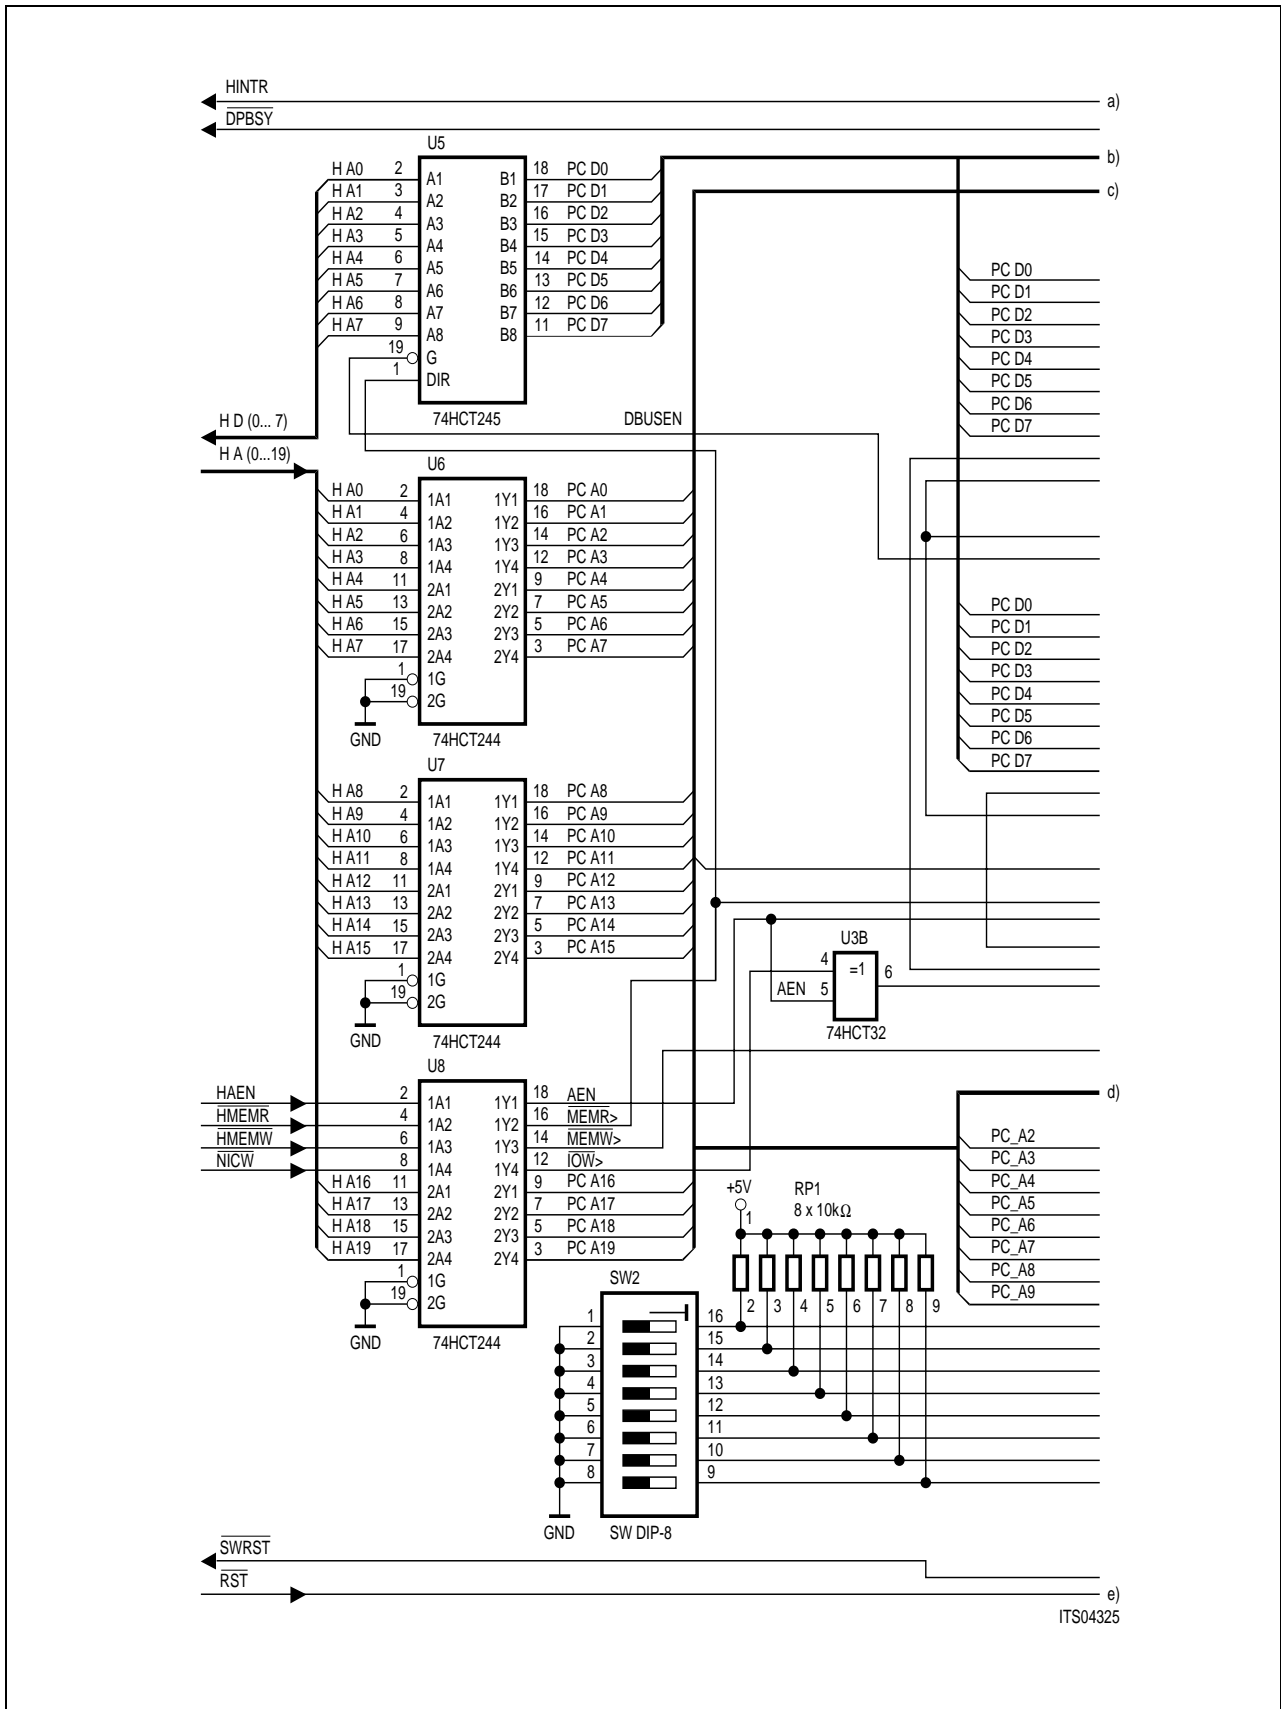 HINTR
a)
DPBSY
U5
b)
c)
H A0 2 A1 B1 18 PC D0
H A1 3 A2 B2 17 PC D1
H A2 4 A3 B3 16 PC D2
H A3 5 A4 B4 15 PC D3
H A4 6 A5 B5 14 PC D4
H A5 7 A6 B6 13 PC D5
H A6 8 A7 B7 12 PC D6
H A7 9 A8 B8 11 PC D7
19 G
1 DIR
74HCT245
DBUSEN
PC D0
PC D1
PC D2
PC D3
PC D4
PC D5
PC D6
PC D7
H D (0... 7)
H A (0...19)
U6
H A0 2 1A1 1Y1 18 PC A0
H A1 4 1A2 1Y2 16 PC A1
H A2 6 1A3 1Y3 14 PC A2
H A3 8 1A4 1Y4 12 PC A3
H A4 11 2A1 2Y1 9 PC A4
H A5 13 2A2 2Y2 7 PC A5
H A6 15 2A3 2Y3 5 PC A6
H A7 17 2A4 2Y4 3 PC A7
1 1G
19 2G
GND
74HCT244
PC D0
PC D1
PC D2
PC D3
PC D4
PC D5
PC D6
PC D7
U7
H A8 2 1A1 1Y1 18 PC A8
H A9 4 1A2 1Y2 16 PC A9
H A10 6 1A3 1Y3 14 PC A10
H A11 8 1A4 1Y4 12 PC A11
H A12 11 2A1 2Y1 9 PC A12
H A13 13 2A2 2Y2 7 PC A13
H A14 15 2A3 2Y3 5 PC A14
H A15 17 2A4 2Y4 3 PC A15
1 1G
19 2G
GND
74HCT244
U3B
4 =1 6
AEN 5
74HCT32
U8
HAEN 2 1A1 1Y1 18 AEN
HMEMR 4 1A2 1Y2 16 MEMR>
HMEMW 6 1A3 1Y3 14 MEMW>
NICW 8 1A4 1Y4 12 IOW>
H A16 11 2A1 2Y1 9 PC A16
H A17 13 2A2 2Y2 7 PC A17
H A18 15 2A3 2Y3 5 PC A18
H A19 17 2A4 2Y4 3 PC A19
1 1G
19 2G
GND
74HCT244
d)
PC_A2
PC_A3
PC_A4
PC_A5
PC_A6
PC_A7
PC_A8
PC_A9
+5V
RP1
8 x 10kΩ
1
2 3 4 5 6 7 8 9
SW2
1 16
2 15
3 14
4 13
5 12
6 11
7 10
8 9
GND
SW DIP-8
SWRST
RST
e)
ITS04325